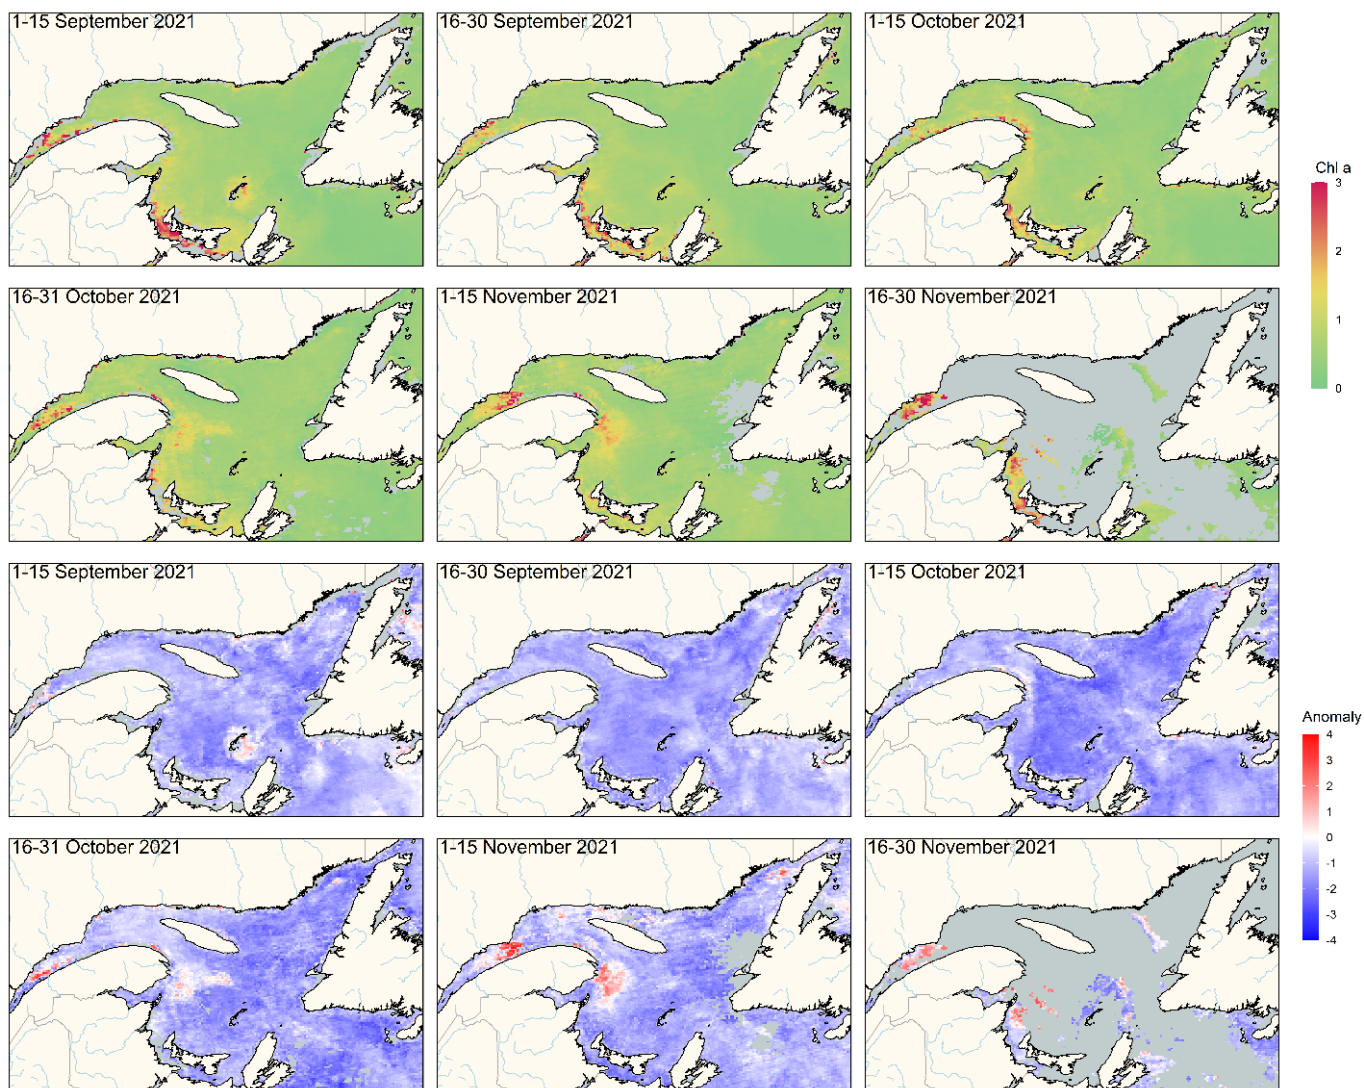 1-15 September 2021
16-30 September 2021
1-15 October 2021
Chl a
3
2
1
0
16-31 October 2021
1-15 November 2021
16-30 November 2021
1-15 September 2021
16-30 September 2021
1-15 October 2021
Anomaly
4
3
2
1
0
-1
-2
-3
-4
16-31 October 2021
1-15 November 2021
16-30 November 2021